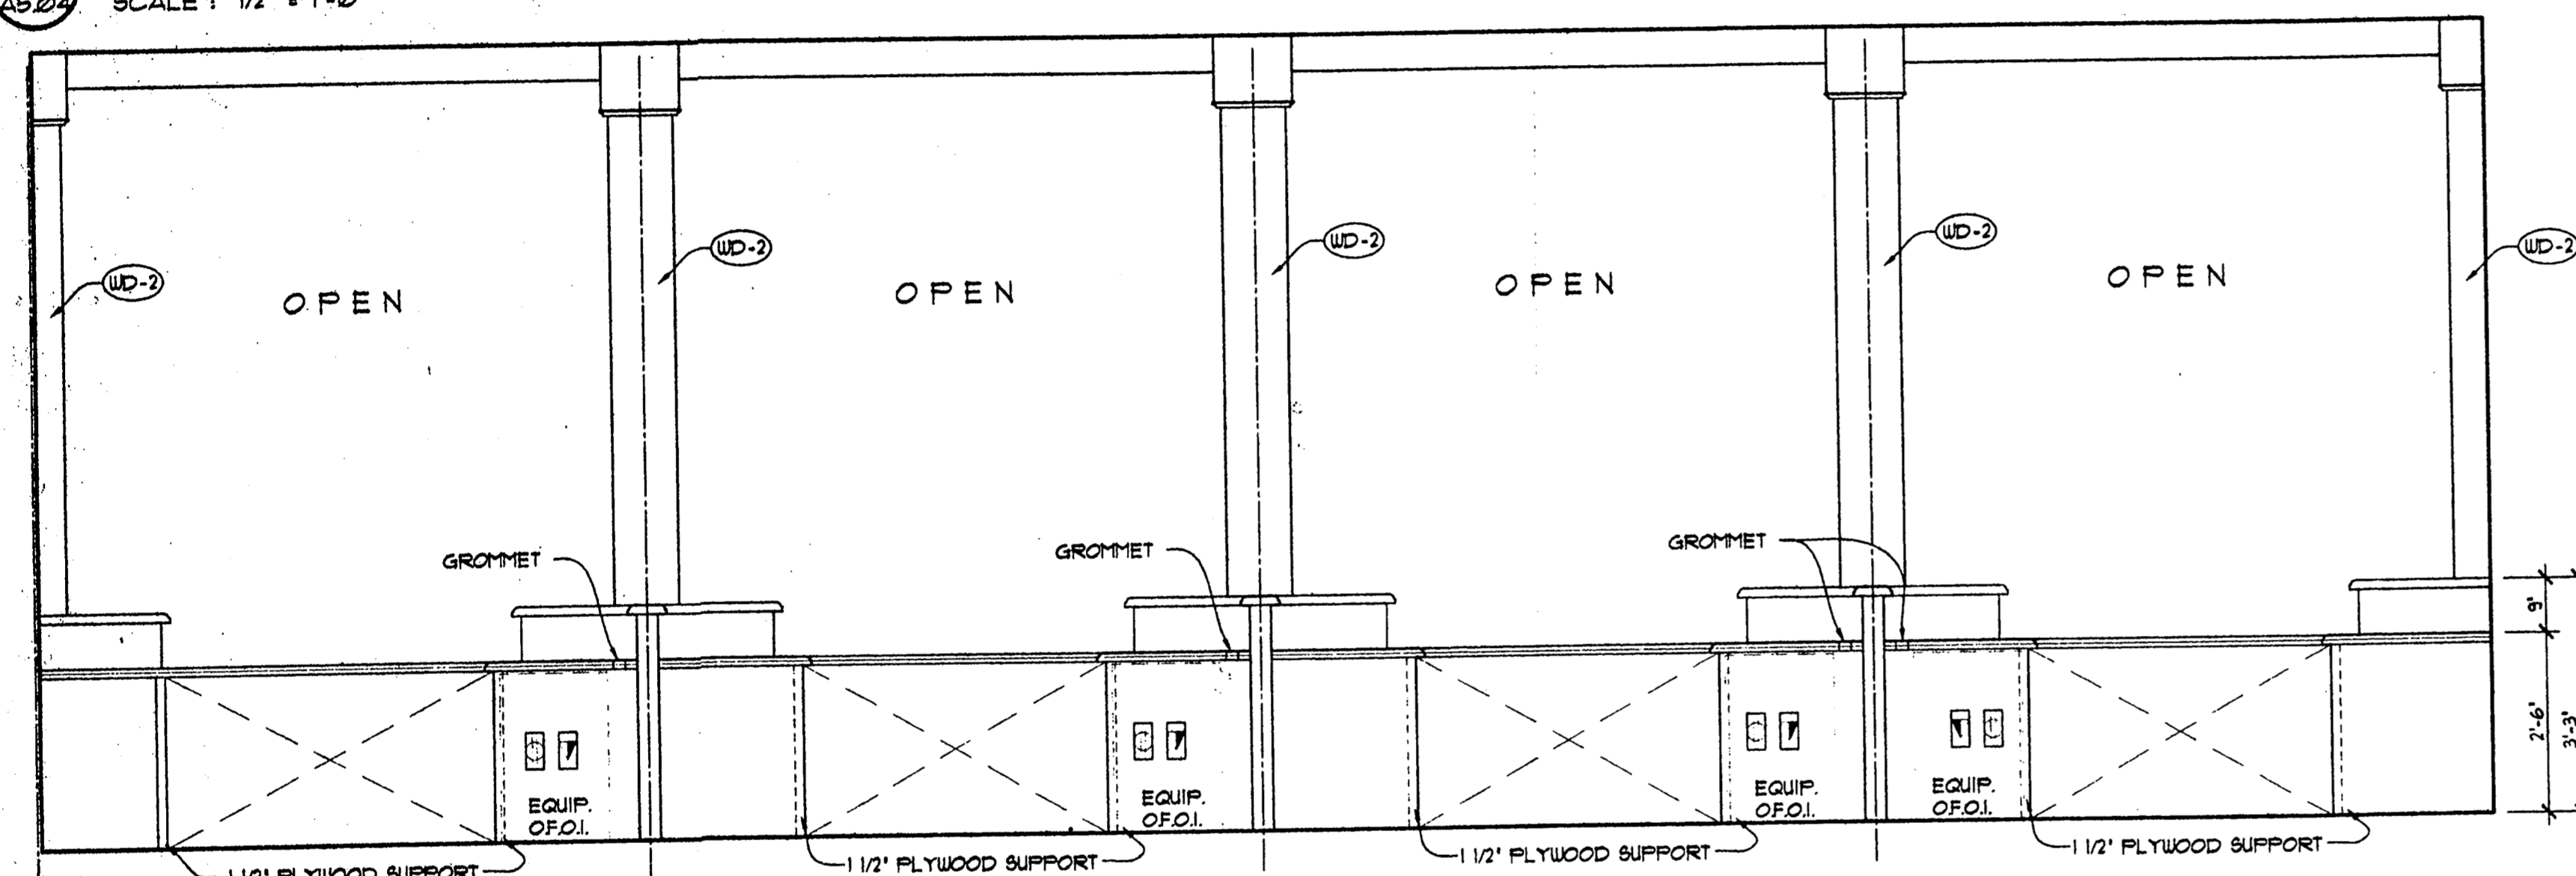 A5.04 SCALE : 1/2" = 1'-0"
WD-2
WD-2
WD-2
WD-2
WD-2
OPEN
OPEN
OPEN
OPEN
GROMMET
GROMMET
GROMMET
9"
2'-6"
3'-3"
EQUIP.
O.F.O.I.
EQUIP.
O.F.O.I.
EQUIP.
O.F.O.I.
EQUIP.
O.F.O.I.
1 1/2" PLYWOOD SUPPORT
1 1/2" PLYWOOD SUPPORT
1 1/2" PLYWOOD SUPPORT
1 1/2" PLYWOOD SUPPORT